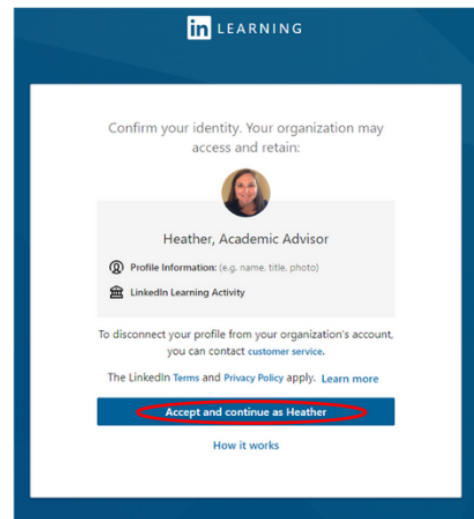 in LEARNING
Confirm your identity. Your organization may
access and retain:
Heather, Academic Advisor
Profile Information: (e.g. name, title, photo)
LinkedIn Learning Activity
To disconnect your profile from your organization's account,
you can contact customer service.
The LinkedIn Terms and Privacy Policy apply. Learn more
Accept and continue as Heather
How it works